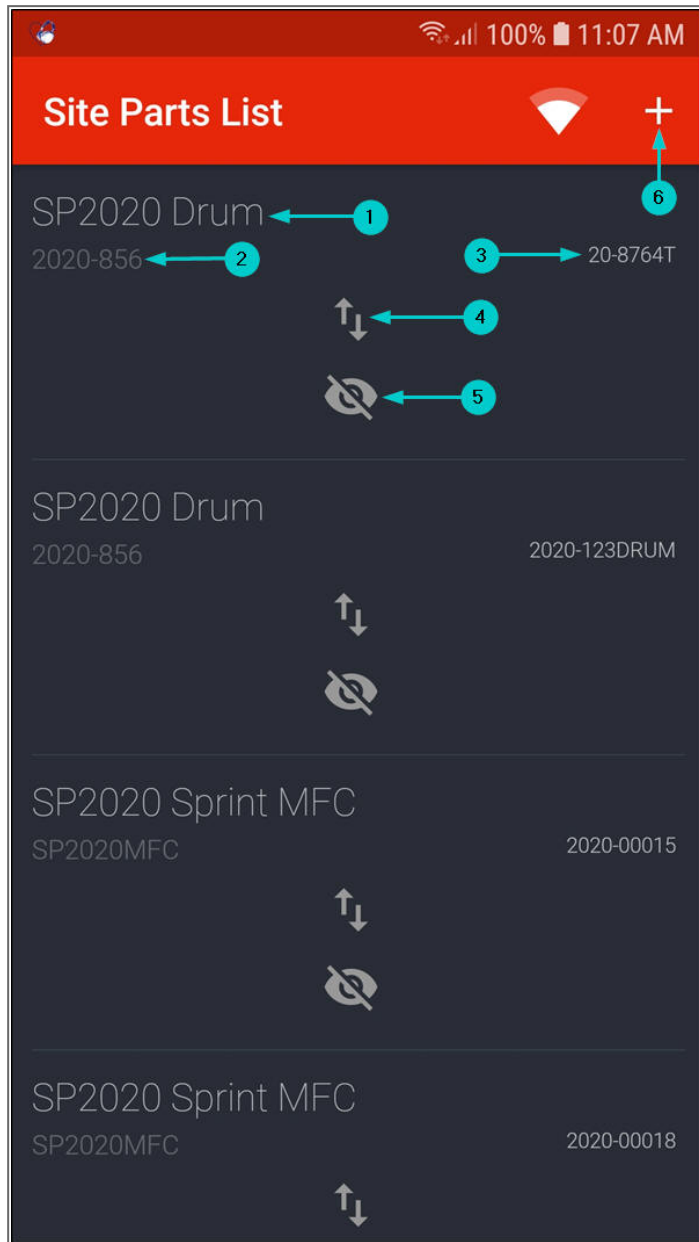 100% 11:07 AM
Site Parts List +
6
SP2020 Drum 1
2020-856 2 3 20-8764T
4
5
SP2020 Drum
2020-856 2020-123DRUM
SP2020 Sprint MFC
SP2020MFC 2020-00015
SP2020 Sprint MFC
SP2020MFC 2020-00018